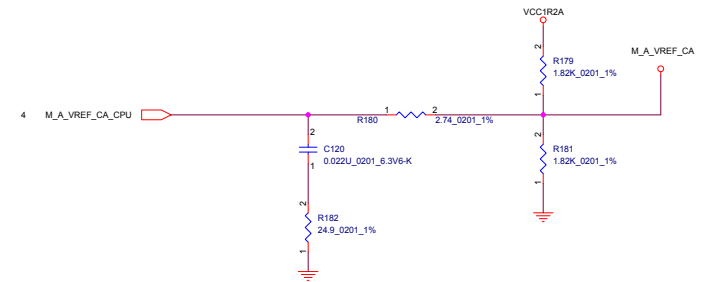 VCC1R2A
M_A_VREF_CA
2
R179
1.82K_0201_1%
1
4 M_A_VREF_CA_CPU
1 2
R180 2.74_0201_1%
2
C120
0.022U_0201_6.3V6-K
1
2
R181
1.82K_0201_1%
1
2
R182
24.9_0201_1%
1